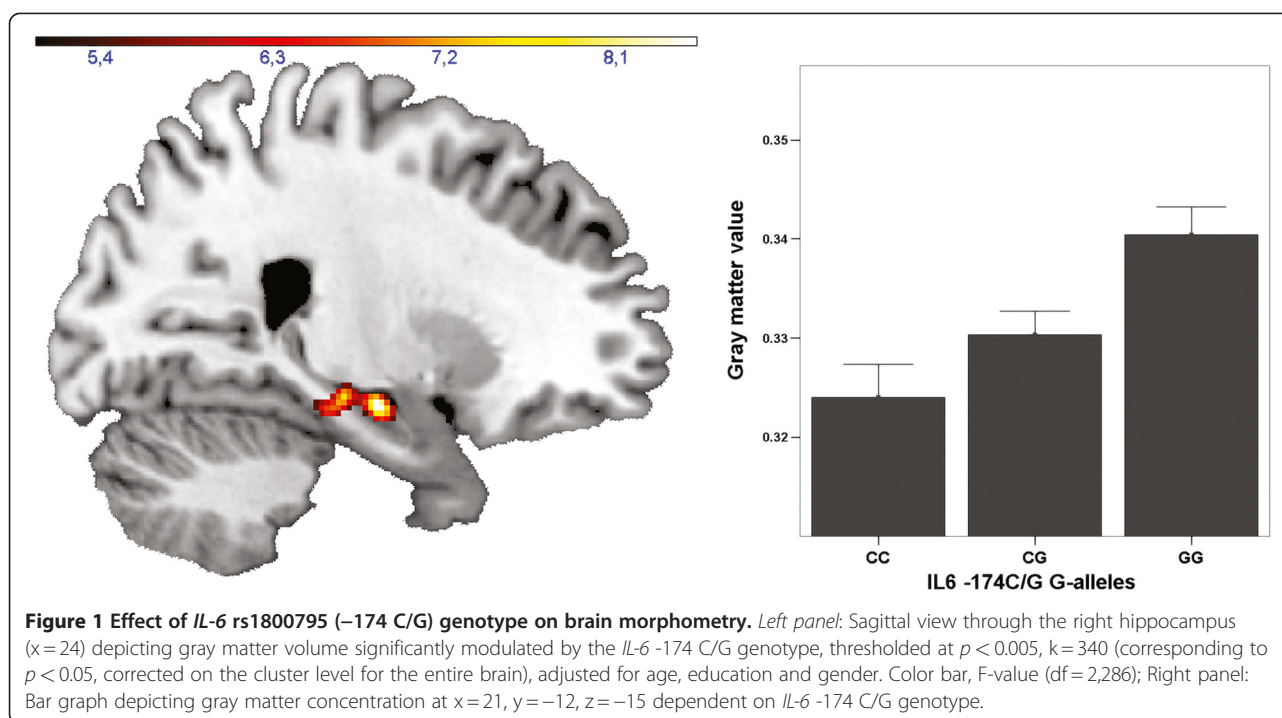 5,4 6,3 7,2 8,1
0.35
0.34
0.33
0.32
Gray matter value
CC CG GG
IL6 -174C/G G-alleles
Figure 1 Effect of IL-6 rs1800795 (−174 C/G) genotype on brain morphometry. Left panel: Sagittal view through the right hippocampus
(x = 24) depicting gray matter volume significantly modulated by the IL-6 -174 C/G genotype, thresholded at p < 0.005, k = 340 (corresponding to
p < 0.05, corrected on the cluster level for the entire brain), adjusted for age, education and gender. Color bar, F-value (df = 2,286); Right panel:
Bar graph depicting gray matter concentration at x = 21, y = −12, z = −15 dependent on IL-6 -174 C/G genotype.